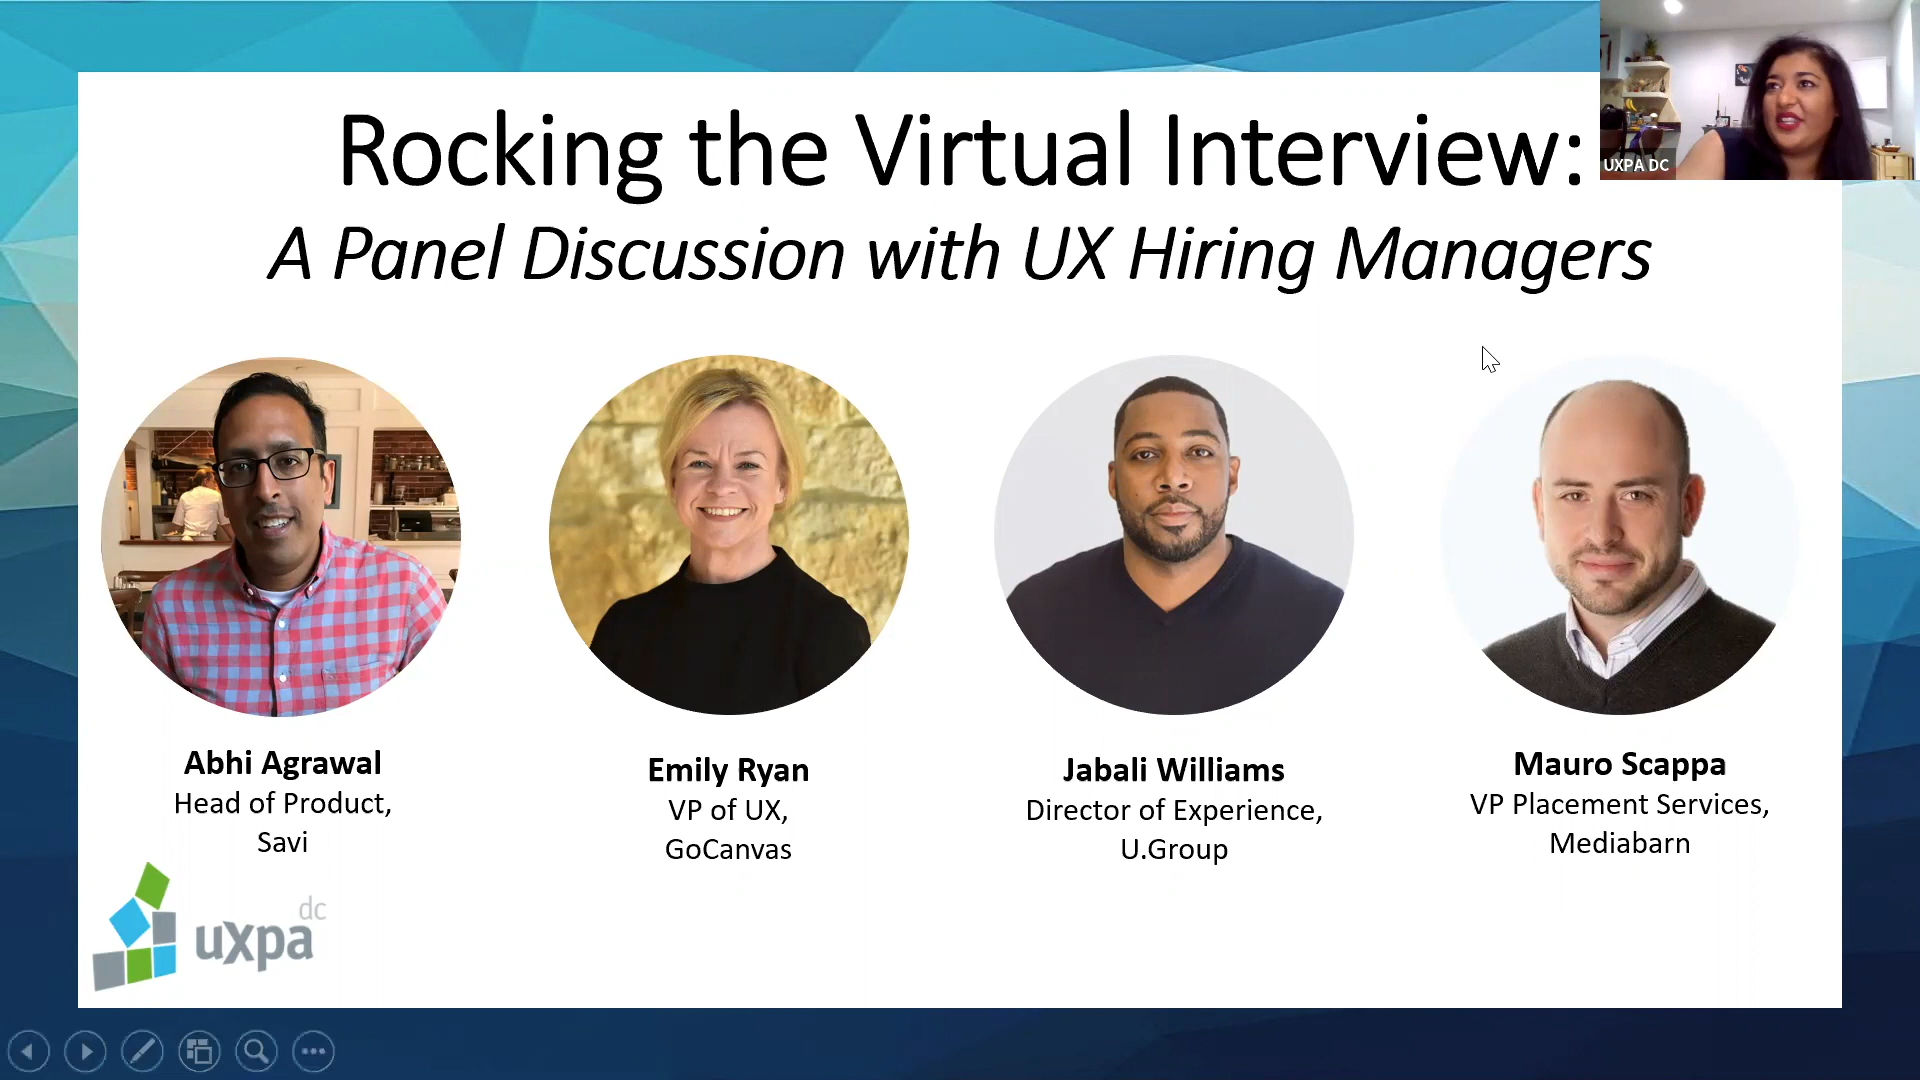 Rocking the Virtual Interview:
A Panel Discussion with UX Hiring Managers
UXPA DC
Abhi Agrawal
Head of Product,
Savi
Emily Ryan
VP of UX,
GoCanvas
Jabali Williams
Director of Experience,
U.Group
Mauro Scappa
VP Placement Services,
Mediabarn
uxpa dc